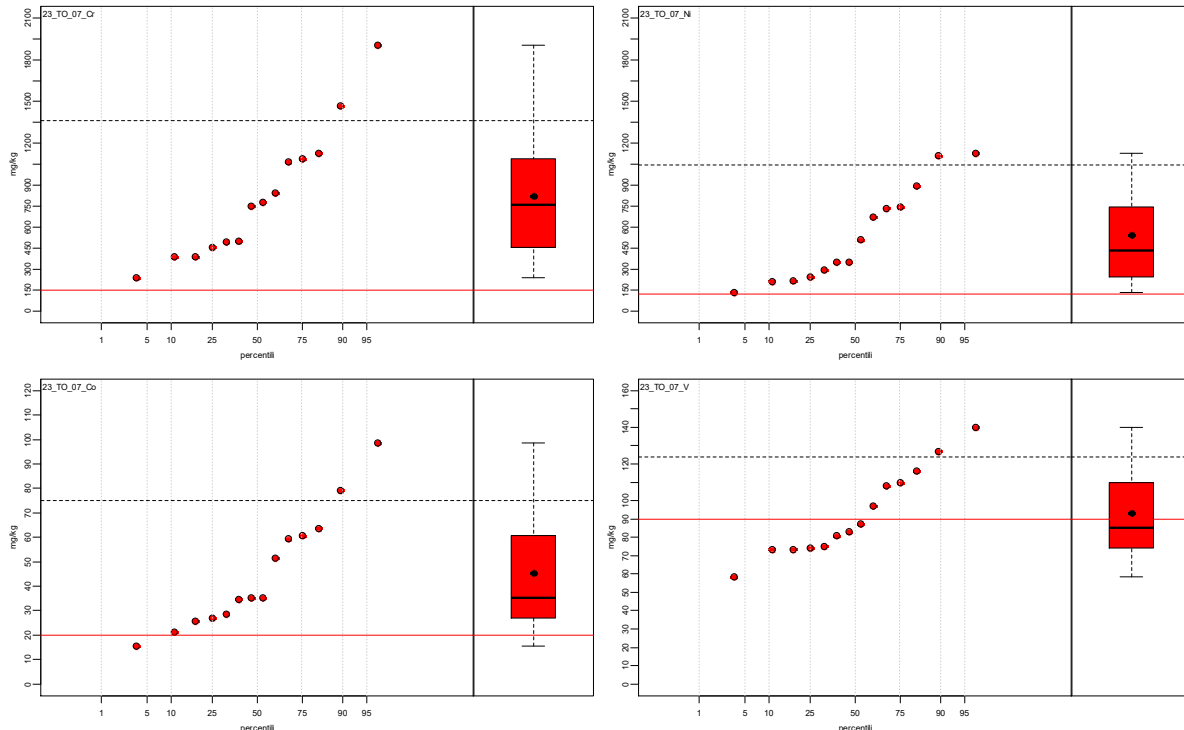 23_TO_07_Cr
mg/kg
0 150 300 450 600 750 900 1200 1500 1800 2100
1 5 10 25 50 75 90 95
percentili
23_TO_07_Ni
mg/kg
0 150 300 450 600 750 900 1200 1500 1800 2100
1 5 10 25 50 75 90 95
percentili
23_TO_07_Co
mg/kg
0 10 20 30 40 50 60 70 80 90 100 110 120
1 5 10 25 50 75 90 95
percentili
23_TO_07_V
mg/kg
0 10 20 30 40 50 60 70 80 90 100 120 140 160
1 5 10 25 50 75 90 95
percentili